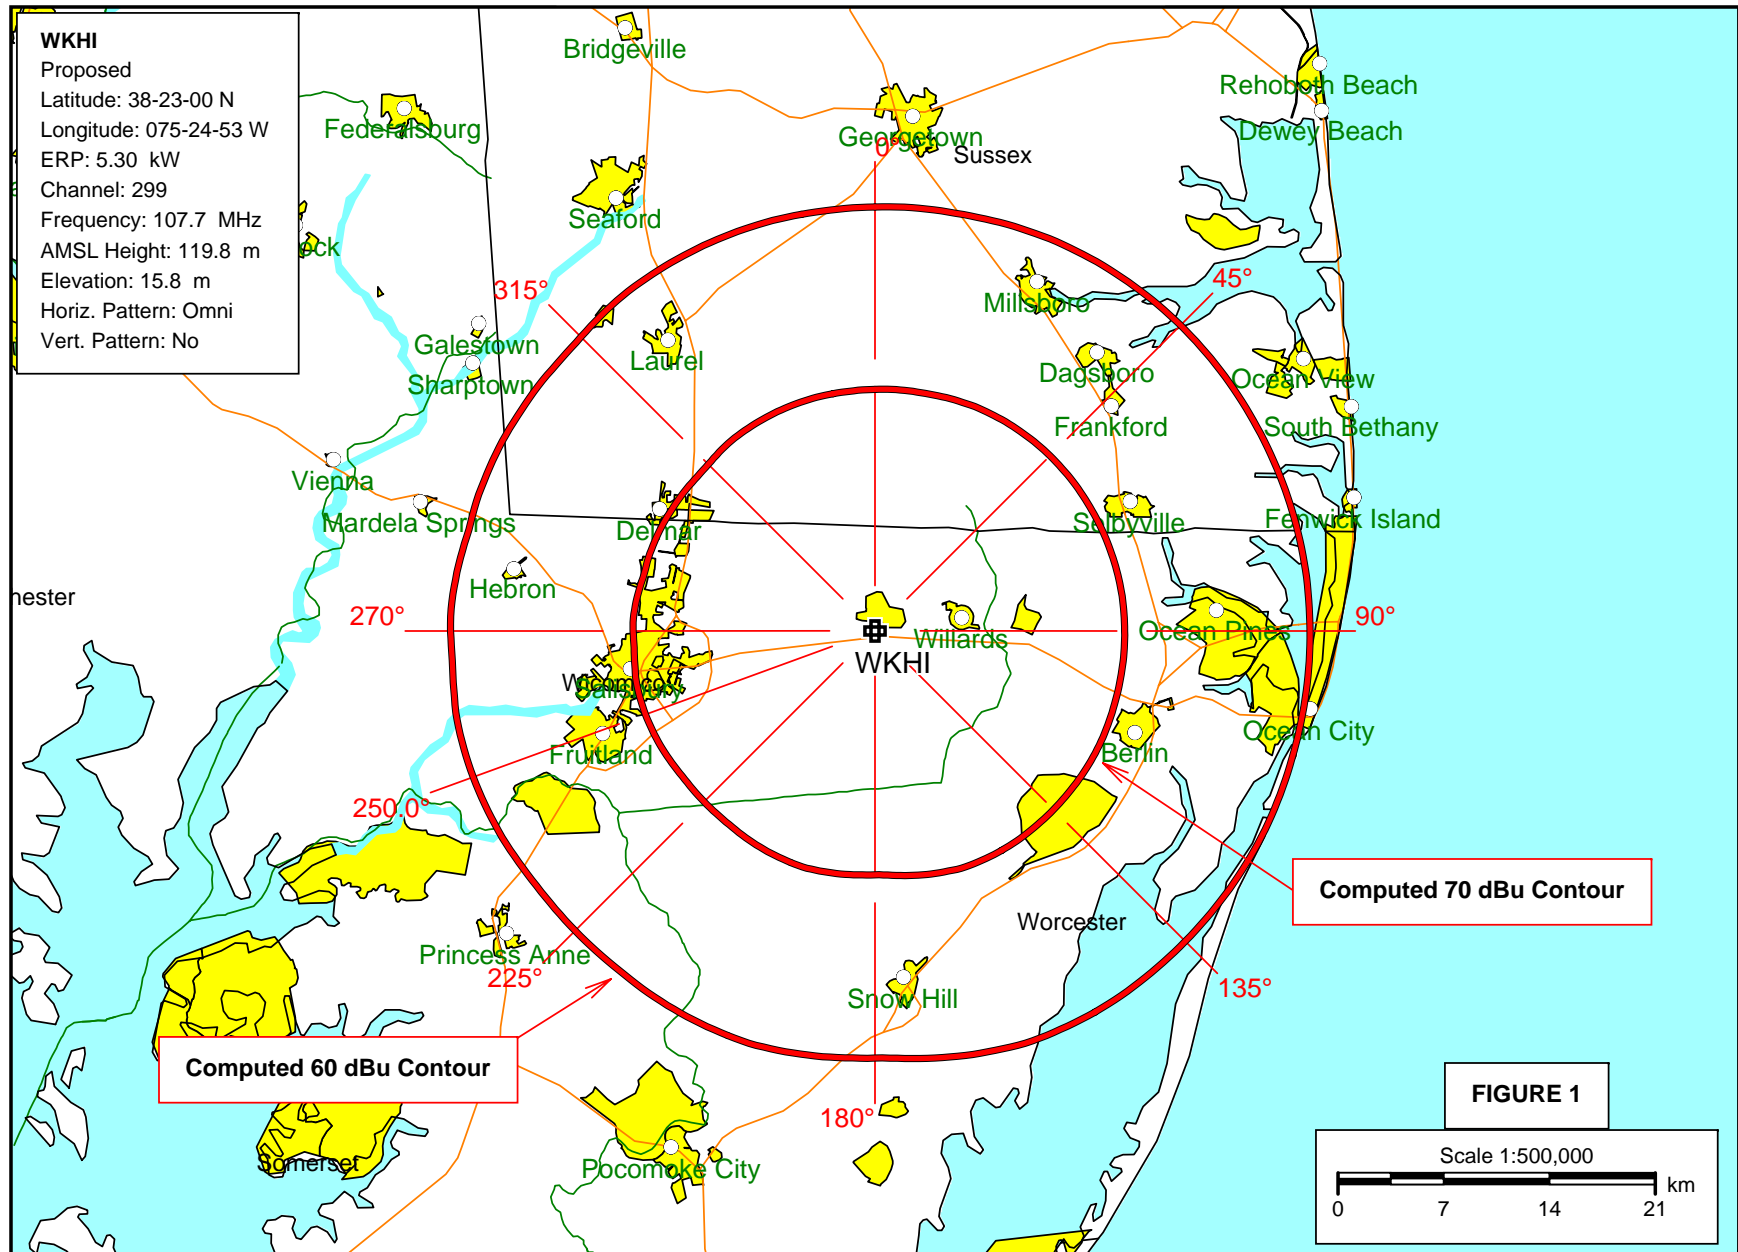 WKHI
Proposed
Latitude: 38-23-00 N
Longitude: 075-24-53 W
ERP: 5.30 kW
Channel: 299
Frequency: 107.7 MHz
AMSL Height: 119.8 m
Elevation: 15.8 m
Horiz. Pattern: Omni
Vert. Pattern: No
Bridgeville
Rehoboth Beach
Federalsburg
Georgetown
Dewey Beach
0°
Sussex
Seaford
ock
315°
45°
Millsboro
Galestown
Laurel
Sharptown
Dagsboro
Ocean View
Frankford
South Bethany
Vienna
Mardela Springs
Delmar
Selbyville
Fenwick Island
Hebron
hester
270°
90°
Willards
Ocean Pines
WKHI
Wicomico
Salisbury
Fruitland
Berlin
Ocean City
250.0°
Computed 70 dBu Contour
Worcester
Princess Anne
225°
Snow Hill
135°
Computed 60 dBu Contour
180°
FIGURE 1
Somerset
Pocomoke City
Scale 1:500,000
km
0 7 14 21